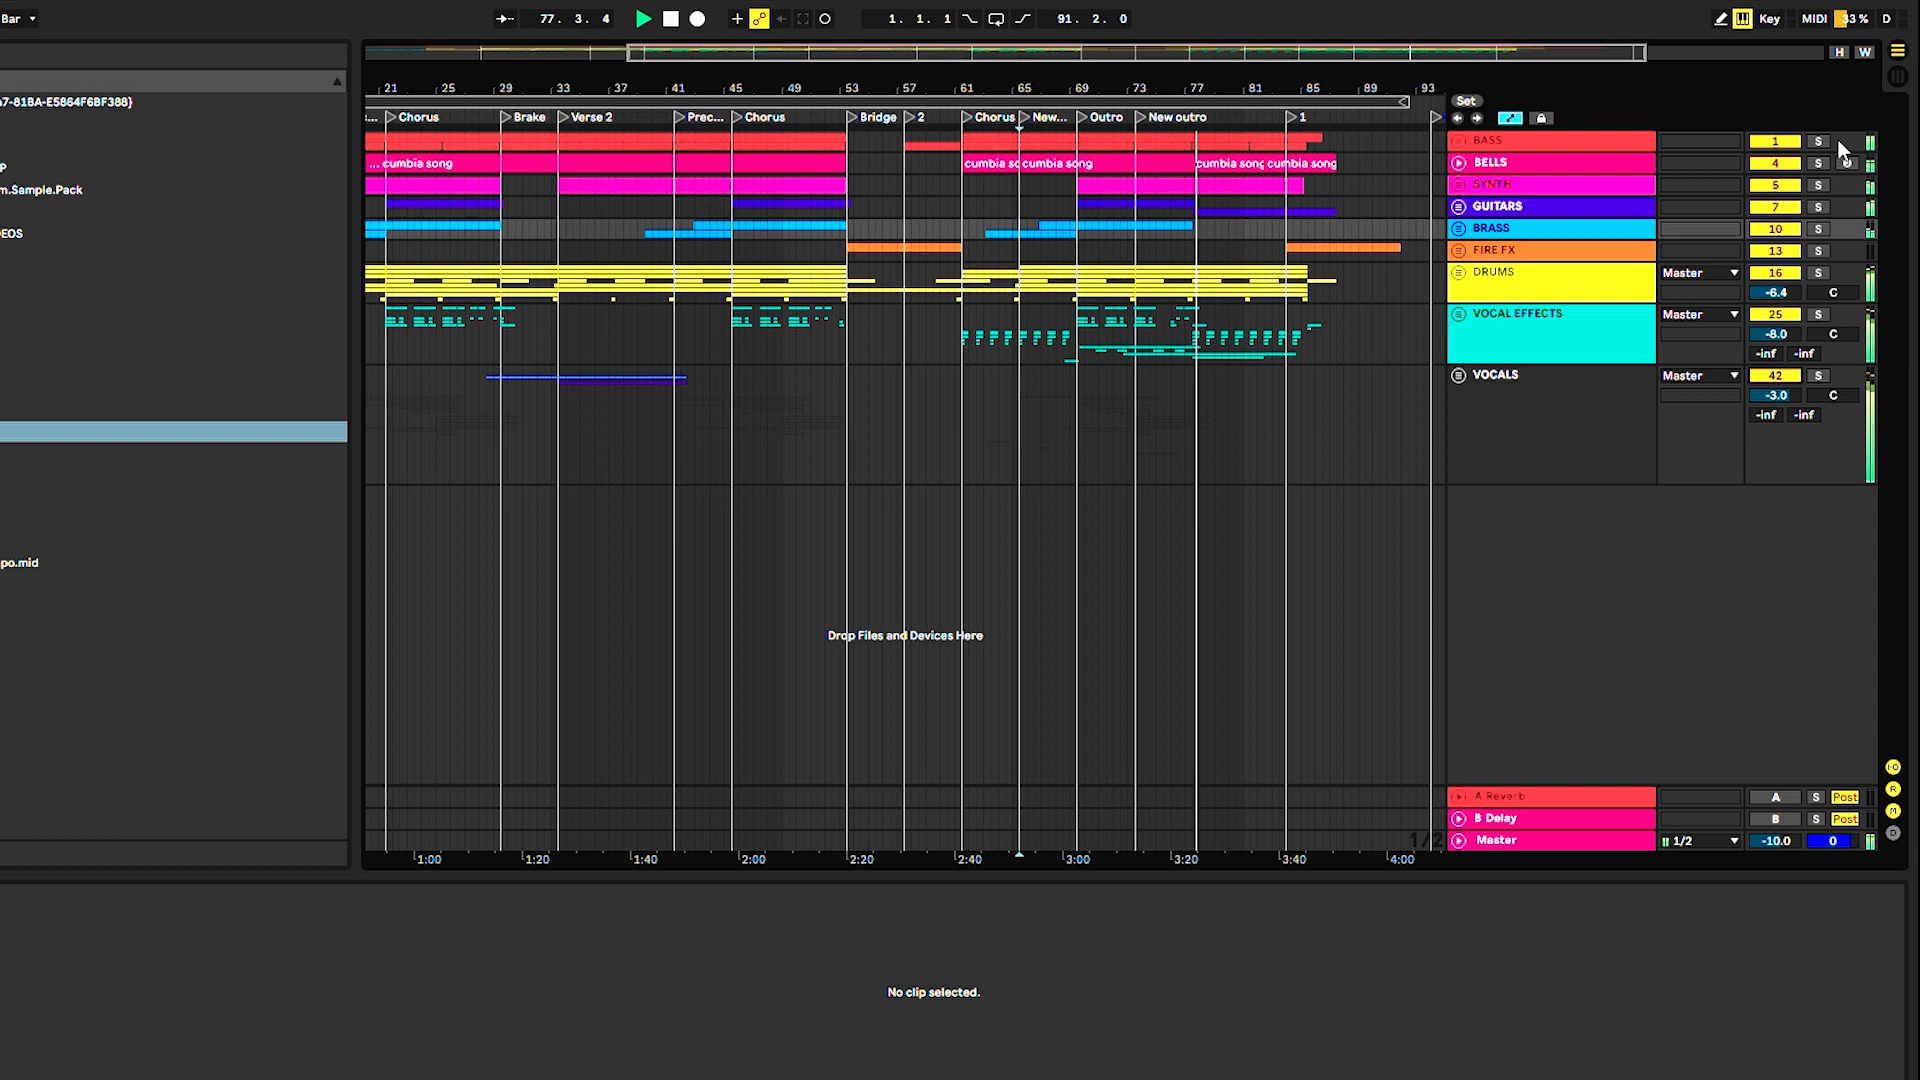 Bar 77. 3. 4 1. 1. 1 91. 2. 0 Key MIDI 33 % D
H W
21 25 29 33 37 41 45 49 53 57 61 65 69 73 77 81 85 89 93
Set
... Chorus Brake Verse 2 Prec... Chorus Bridge 2 Chorus New... Outro New outro 1
a7-81BA-E5864F6BF388}
m.Sample.Pack
EOS
po.mid
... cumbia song cumbia so cumbia song cumbia song cumbia song
BASS 1 S
BELLS 4 S
SYNTH 5 S
GUITARS 7 S
BRASS 10 S
FIRE FX 13 S
DRUMS Master 16 S
-6.4 C
VOCAL EFFECTS Master 25 S
-8.0 C
-inf -inf
VOCALS Master 42 S
-3.0 C
-inf -inf
Drop Files and Devices Here
A Reverb A S Post
B Delay B S Post
1/2 Master 1/2 -10.0 0
1:00 1:20 1:40 2:00 2:20 2:40 3:00 3:20 3:40 4:00
No clip selected.